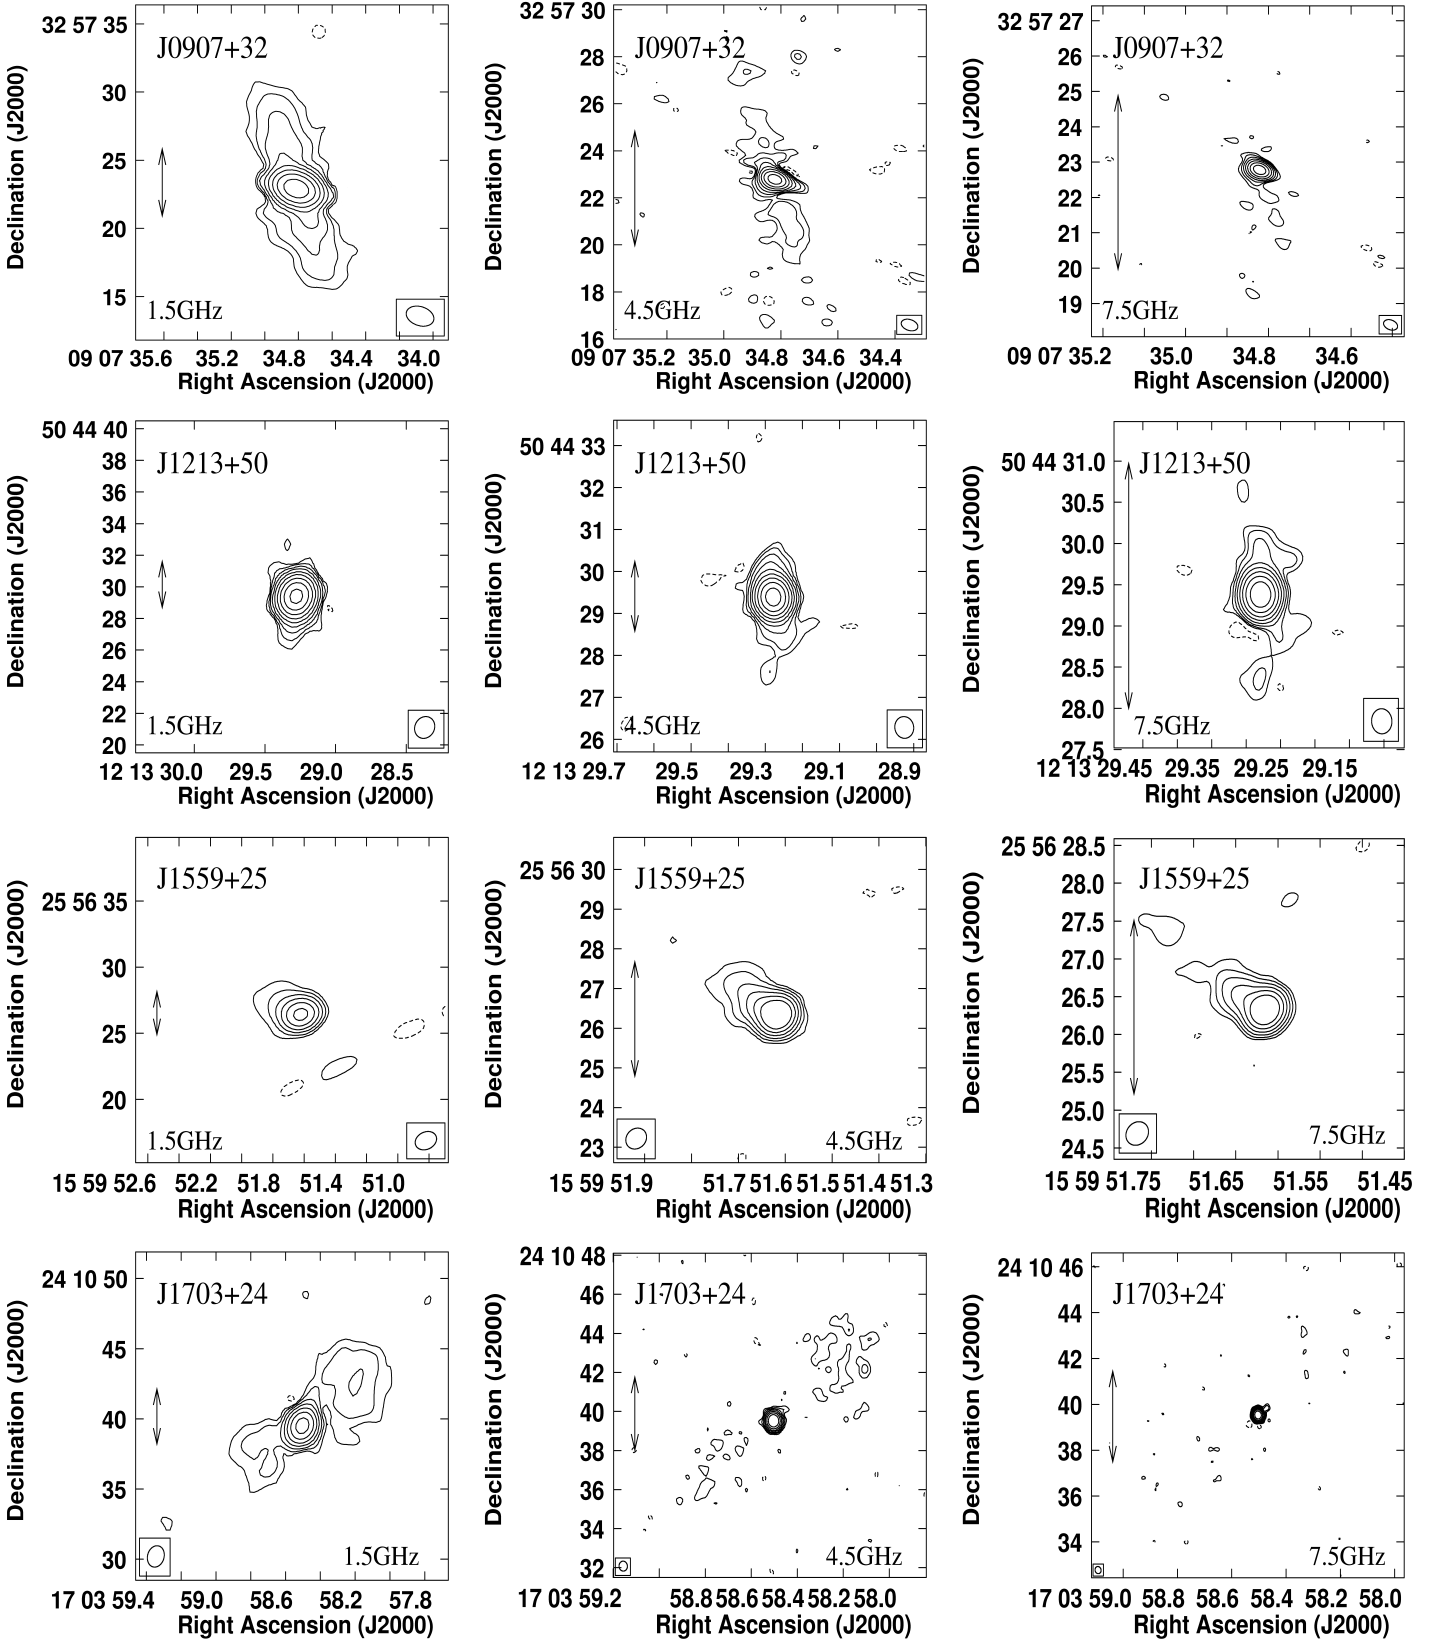 32 57 35
30
25
20
15
Declination (J2000)
J0907+32
1.5GHz
09 07 35.6 35.2 34.8 34.4 34.0
Right Ascension (J2000)
32 57 30
28
26
24
22
20
18
16
Declination (J2000)
J0907+32
4.5GHz
09 07 35.2 35.0 34.8 34.6 34.4
Right Ascension (J2000)
32 57 27
26
25
24
23
22
21
20
19
Declination (J2000)
J0907+32
7.5GHz
09 07 35.2 35.0 34.8 34.6
Right Ascension (J2000)
50 44 40
38
36
34
32
30
28
26
24
22
20
Declination (J2000)
J1213+50
1.5GHz
12 13 30.0 29.5 29.0 28.5
Right Ascension (J2000)
50 44 33
32
31
30
29
28
27
26
Declination (J2000)
J1213+50
4.5GHz
12 13 29.7 29.5 29.3 29.1 28.9
Right Ascension (J2000)
50 44 31.0
30.5
30.0
29.5
29.0
28.5
28.0
27.5
Declination (J2000)
J1213+50
7.5GHz
12 13 29.45 29.35 29.25 29.15
Right Ascension (J2000)
25 56 35
30
25
20
Declination (J2000)
J1559+25
1.5GHz
15 59 52.6 52.2 51.8 51.4 51.0
Right Ascension (J2000)
25 56 30
29
28
27
26
25
24
23
Declination (J2000)
J1559+25
4.5GHz
15 59 51.9 51.7 51.6 51.5 51.4 51.3
Right Ascension (J2000)
25 56 28.5
28.0
27.5
27.0
26.5
26.0
25.5
25.0
24.5
Declination (J2000)
J1559+25
7.5GHz
15 59 51.75 51.65 51.55 51.45
Right Ascension (J2000)
24 10 50
45
40
35
30
Declination (J2000)
J1703+24
1.5GHz
17 03 59.4 59.0 58.6 58.2 57.8
Right Ascension (J2000)
24 10 48
46
44
42
40
38
36
34
32
Declination (J2000)
J1703+24
4.5GHz
17 03 59.2 58.8 58.6 58.4 58.2 58.0
Right Ascension (J2000)
24 10 46
44
42
40
38
36
34
Declination (J2000)
J1703+24
7.5GHz
17 03 59.0 58.8 58.6 58.4 58.2 58.0
Right Ascension (J2000)